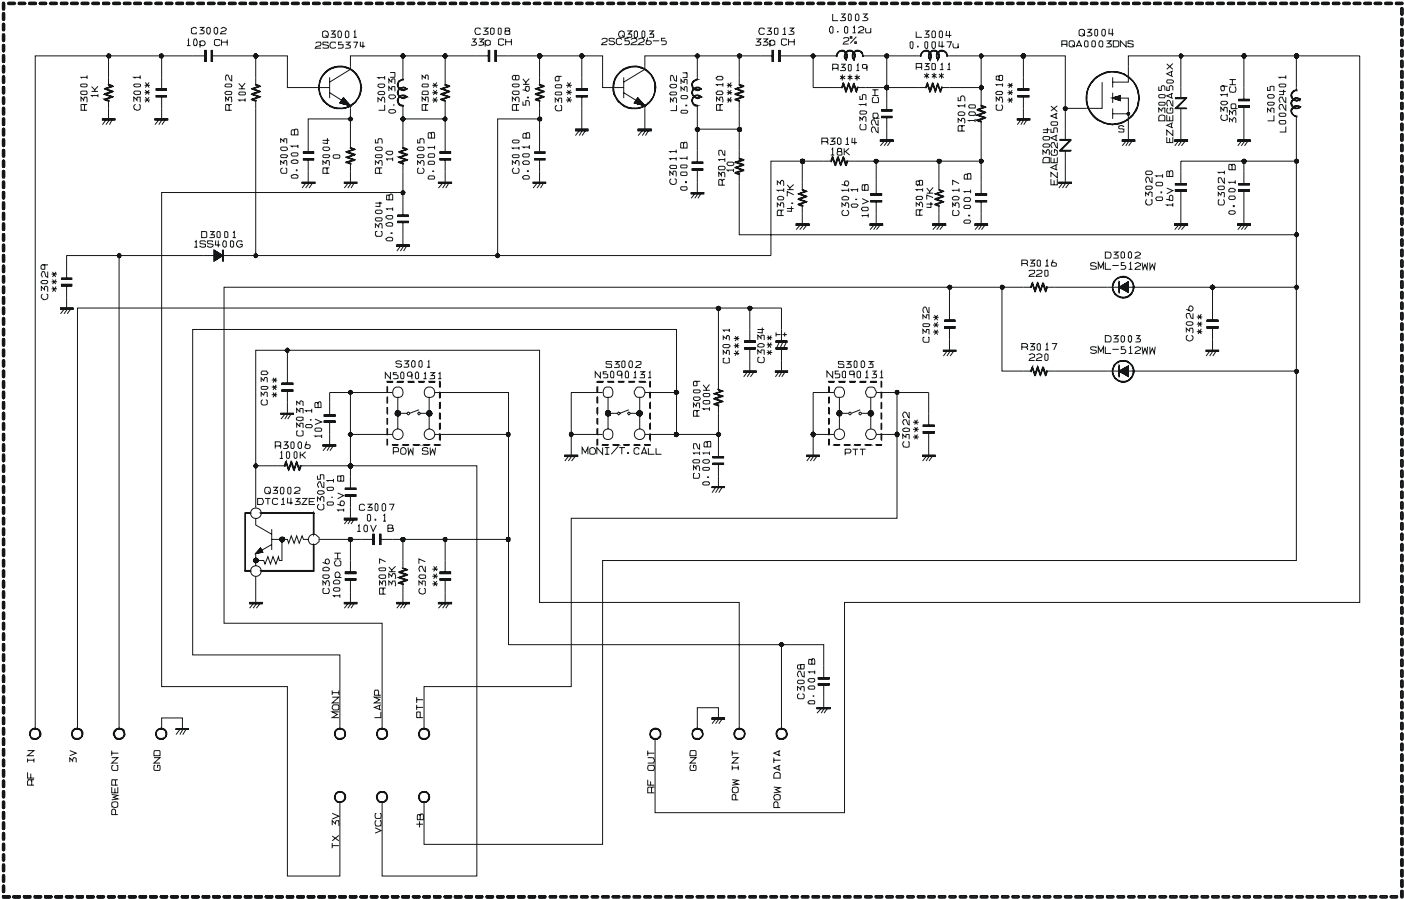 C3002
10p CH
Q3001
2SC5374
C3008
33p CH
Q3003
2SC5226-5
C3013
33p CH
L3003
0.012u
2%
L3004
0.0047u
Q3004
RQA0003DNS
R3001
1K
C3001
***
R3002
10K
L3001
0.033u
R3003
***
R3008
5.6K
C3009
***
L3002
0.033u
R3010
***
R3019
***
R3011
***
C3015
22p CH
R3015
100
C3018
***
S
D3005
EZAEG2A50AX
C3019
33p CH
L3005
L0022401
C3003
0.001 B
R3004
0
R3005
10
C3005
0.001 B
C3010
0.001 B
C3011
0.001 B
R3012
10
R3014
18K
D3004
EZAEG2A50AX
R3013
4.7K
C3016
0.1
10V B
R3018
47K
C3017
0.001 B
C3020
0.01
16V B
C3021
0.001 B
C3004
0.001 B
D3001
1SS400G
C3029
***
R3016
220
D3002
SML-512WW
C3032
***
C3026
***
C3031
***
C3034
***
R3017
220
D3003
SML-512WW
C3030
***
C3033
0.1
10V B
S3001
N5090131
POW SW
S3002
N5090131
MONI/T.CALL
R3009
100K
S3003
N5090131
PTT
C3022
***
R3006
100K
C3012
0.001B
Q3002
DTC143ZE
C3025
0.01
16V B
C3007
0.1
10V B
C3006
100p CH
R3007
33K
C3027
***
C3028
0.001 B
MONI
LAMP
PTT
RF IN
3V
POWER CNT
GND
TX 3V
VCC
+B
RF OUT
GND
POW INT
POW DATA